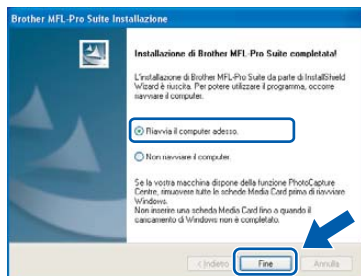 Brother MFL-Pro Suite Installazione
Installazione di Brother MFL-Pro Suite completata!
L'installazione di Brother MFL-Pro Suite da parte di InstallShield
Wizard è riuscita. Per potere utilizzare il programma, occorre
riavviare il computer.
Riavvia il computer adesso.
Non riavviare il computer.
Se la vostra macchina dispone della funzione PhotoCapture
Centre, rimuovere tutte le schede Media Card prima di riavviare
Windows.
Non inserire una scheda Media Card fino a quando il
caricamento di Windows non è completato.
< Indietro Fine Annulla